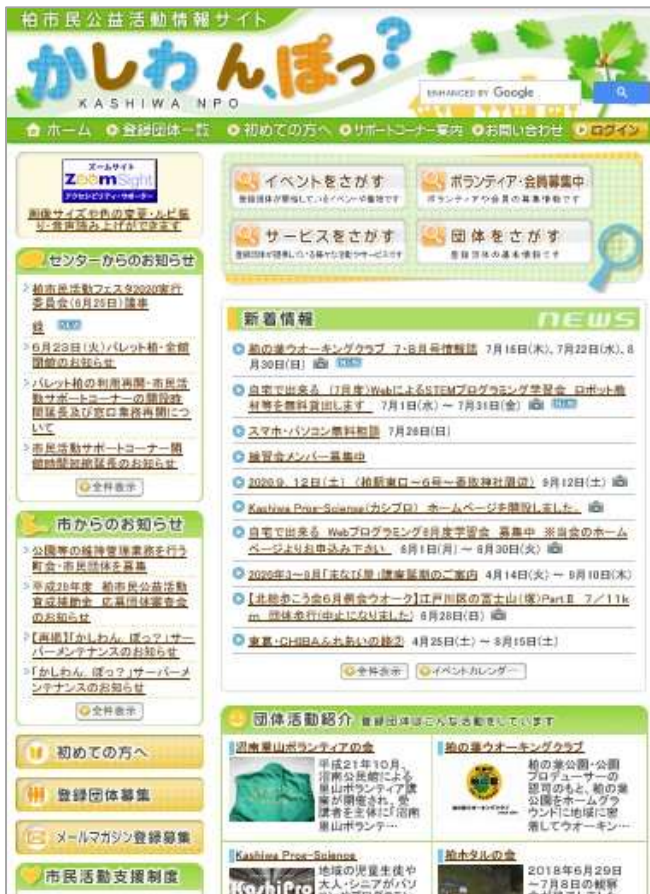 柏市民公益活動情報サイト
かしわん、ぽっ?
KASHIWA NPO
ENHANCED BY Google
ホーム
登録団体一覧
初めての方へ
サポートコーナー案内
お問い合わせ
ログイン
ズームサイト
ZoomSight
アクセシビリティ・サポーター
画像サイズや色の変更・ルビ振
り・音声読み上げができます
センターからのお知らせ
柏市民活動フェスタ2020実行
委員会(6月25日)議事
録 NEW
6月23日(火)パレット柏・全館
閉館のお知らせ
パレット柏の利用再開・市民活
動サポートコーナーの開設時
間延長及び窓口業務再開につ
いて
市民活動サポートコーナー開
館時間短縮延長のお知らせ
全件表示
市からのお知らせ
公園等の維持管理業務を行う
町会・市民団体を募集
平成29年度 柏市民公益活動
育成補助金 応募団体審査会
のお知らせ
【再掲】「かしわん、ぽっ?」サー
バーメンテナンスのお知らせ
「かしわん、ぽっ?」サーバーメ
ンテナンスのお知らせ
全件表示
初めての方へ
登録団体募集
メールマガジン登録募集
市民活動支援制度
イベントをさがす
登録団体が開催しているイベントや催事です
ボランティア・会員募集中
ボランティアや会員の募集情報です
サービスをさがす
登録団体が提供している様々な活動やサービスです
団体をさがす
登録団体の基本情報です
新着情報
NEWS
柏の葉ウオーキングクラブ 7・8月号情報誌 7月16日(木)、7月22日(水)、8
月30日(日) NEW
自宅で出来る (7月度)WebによるSTEMプログラミング学習会 ロボット教
材等を無料貸出します 7月1日(水) ~ 7月31日(金) NEW
スマホ・パソコン無料相談 7月26日(日)
練習会メンバー募集中
2020.9. 12日(土) (柏駅東口~6号~香取神社周辺) 9月12日(土)
Kashiwa Prog-Science(カシプロ) ホームページを開設しました。
自宅で出来る Webプログラミング6月度学習会 募集中 ※当会のホーム
ページよりお申込み下さい 6月1日(月) ~ 6月30日(火)
2020年3~9月「まなび屋」講座延期のご案内 4月14日(火) ~ 9月10日(木)
【北総歩こう会6月例会ウオーク】江戸川区の富士山(塚)PartⅡ 7/11k
m 団体歩行(中止になりました) 6月28日(日)
東葛・CHIBAふれあいの路② 4月25日(土) ~ 8月15日(土)
全件表示
イベントカレンダー
団体活動紹介 登録団体はこんな活動をしています
沼南里山ボランティアの会
平成21年10月、
沼南公民館による
里山ボランティア講
座が開催され、受
講者を主体に「沼南
里山ボランテ…
柏の葉ウオーキングクラブ
柏の葉公園・公園
プロデューサーの
認可のもと、柏の葉
公園をホームグラ
ウンドに地域に密
着してウオーキン…
Kashiwa Prog-Science
KashiPro
地域の児童生徒や
大人・シニアがパソ
柏ホタルの会
2018年6月29日
~7月8日の観察